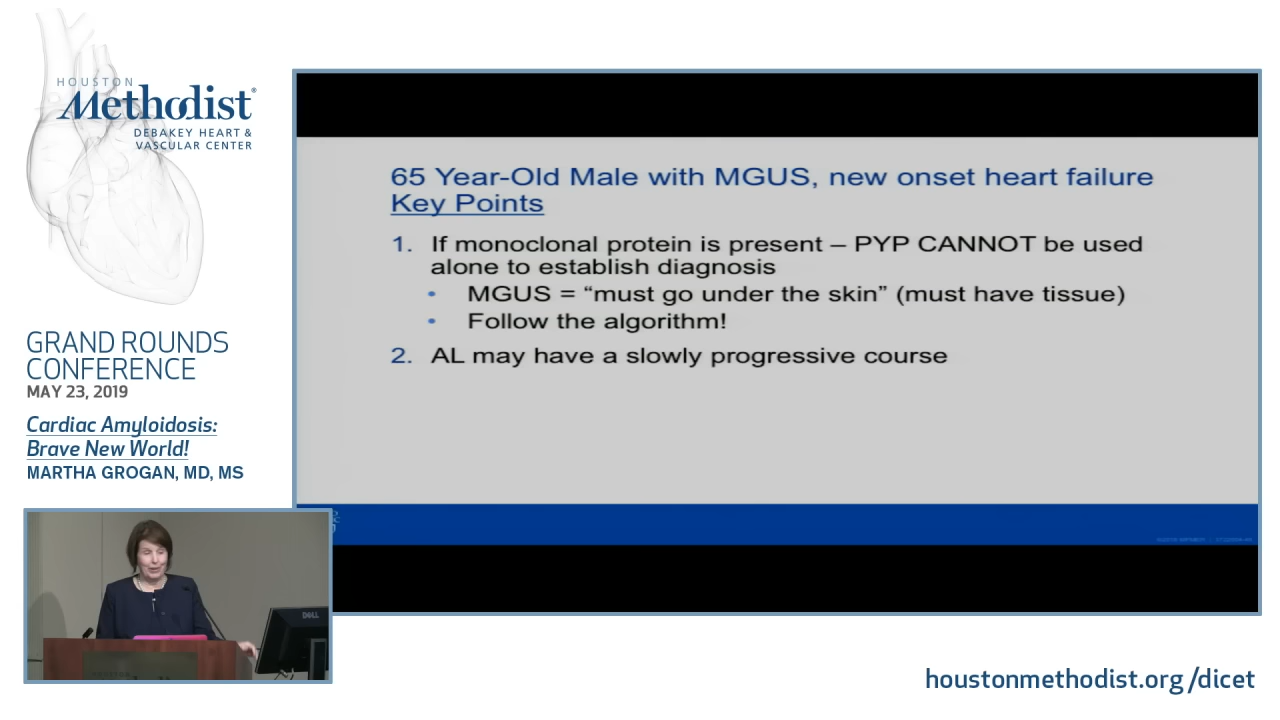 HOUSTON
Methodist®
DEBAKEY HEART &
VASCULAR CENTER
GRAND ROUNDS
CONFERENCE
MAY 23, 2019
Cardiac Amyloidosis:
Brave New World!
MARTHA GROGAN, MD, MS
65 Year-Old Male with MGUS, new onset heart failure
Key Points
1. If monoclonal protein is present – PYP CANNOT be used
alone to establish diagnosis
• MGUS = “must go under the skin” (must have tissue)
• Follow the algorithm!
2. AL may have a slowly progressive course
DELL
houstonmethodist.org/dicet